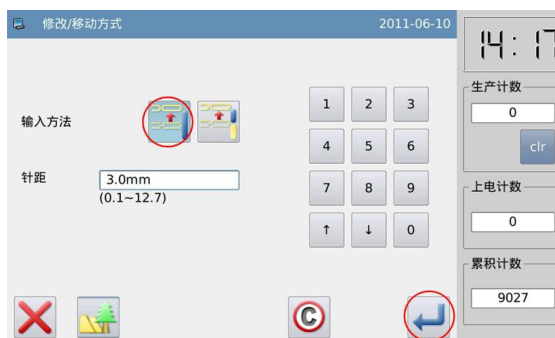 修改/移动方式 2011-06-10
14:17
生产计数
0
clr
输入方法
1 2 3
4 5 6
针距 3.0mm
(0.1~12.7)
7 8 9
上电计数
0
↑ ↓ 0
累积计数
9027
C